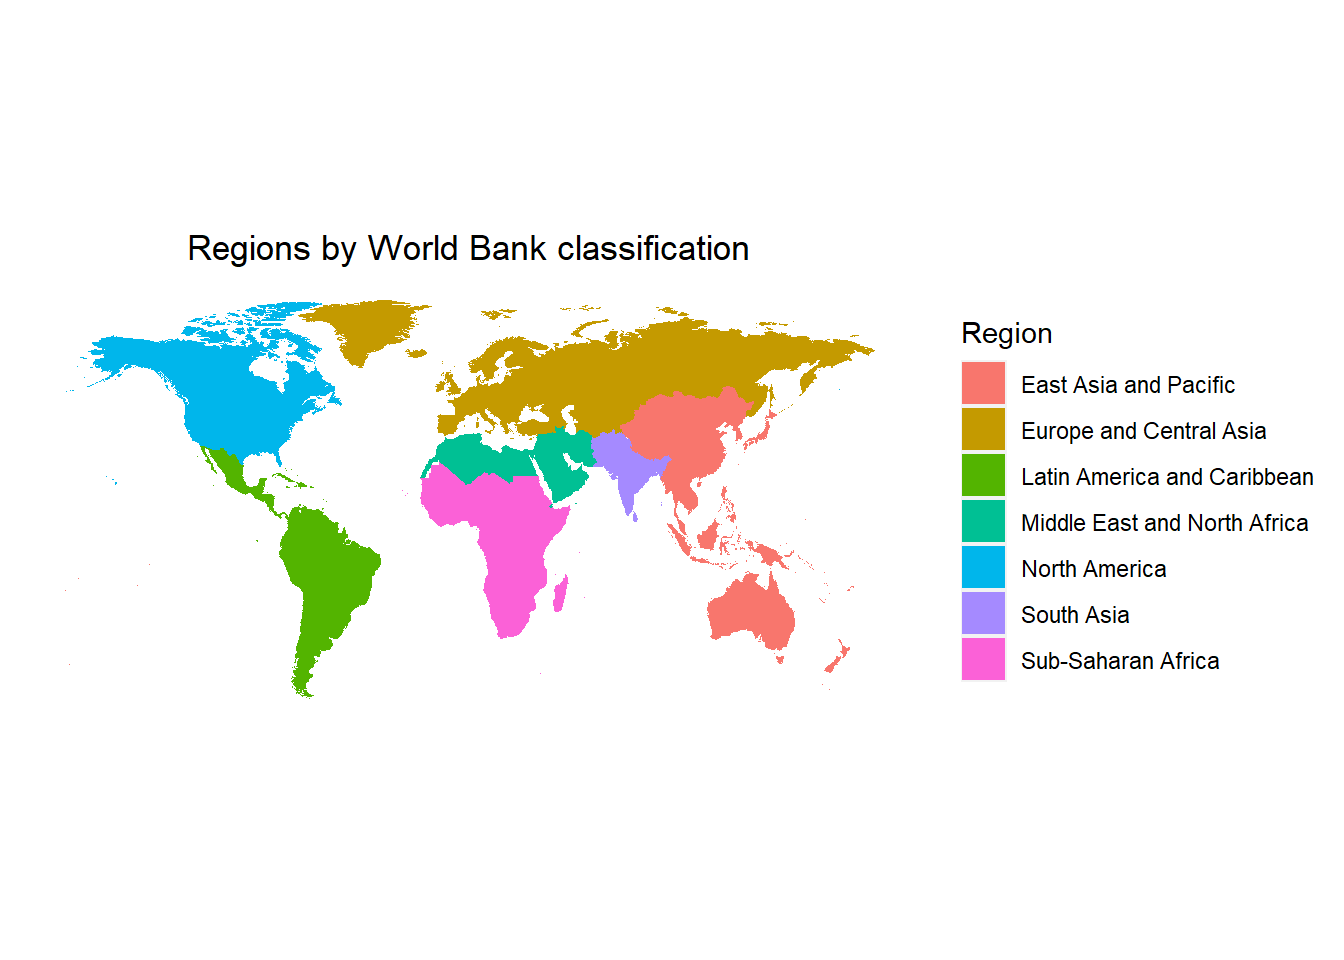 Regions by World Bank classification
Region
East Asia and Pacific
Europe and Central Asia
Latin America and Caribbean
Middle East and North Africa
North America
South Asia
Sub-Saharan Africa